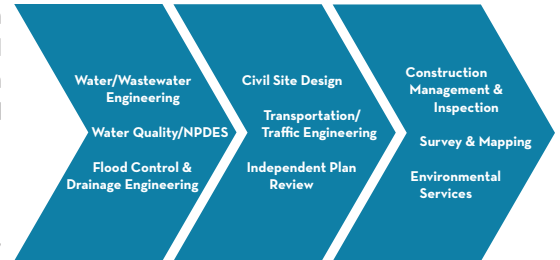 Water/Wastewater
Engineering
Water Quality/NPDES
Flood Control &
Drainage Engineering
Civil Site Design
Transportation/
Traffic Engineering
Independent Plan
Review
Construction
Management &
Inspection
Survey & Mapping
Environmental
Services